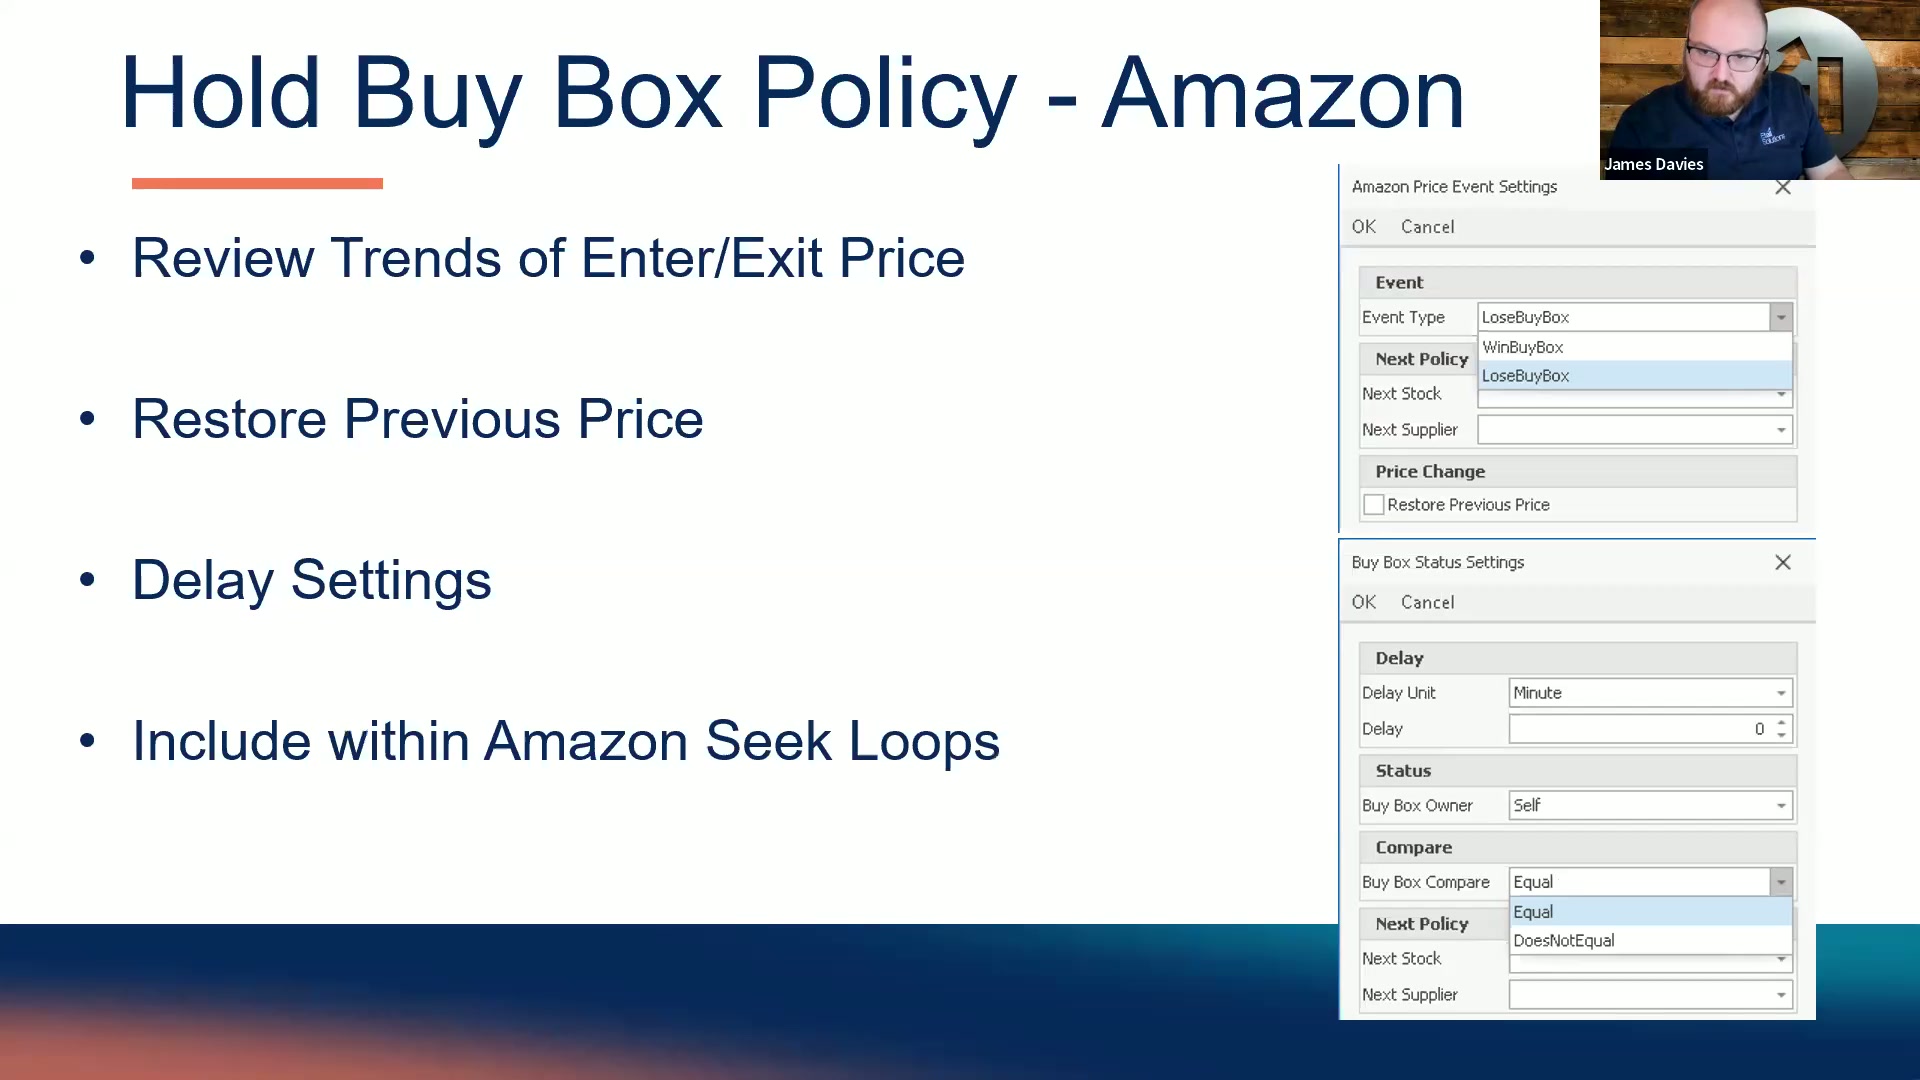 Hold Buy Box Policy - Amazon
James Davies
• Review Trends of Enter/Exit Price
• Restore Previous Price
• Delay Settings
• Include within Amazon Seek Loops
Amazon Price Event Settings
OK Cancel
Event
Event Type LoseBuyBox
WinBuyBox
Next Policy
LoseBuyBox
Next Stock
Next Supplier
Price Change
Restore Previous Price
Buy Box Status Settings
OK Cancel
Delay
Delay Unit Minute
Delay 0
Status
Buy Box Owner Self
Compare
Buy Box Compare Equal
Equal
Next Policy
DoesNotEqual
Next Stock
Next Supplier